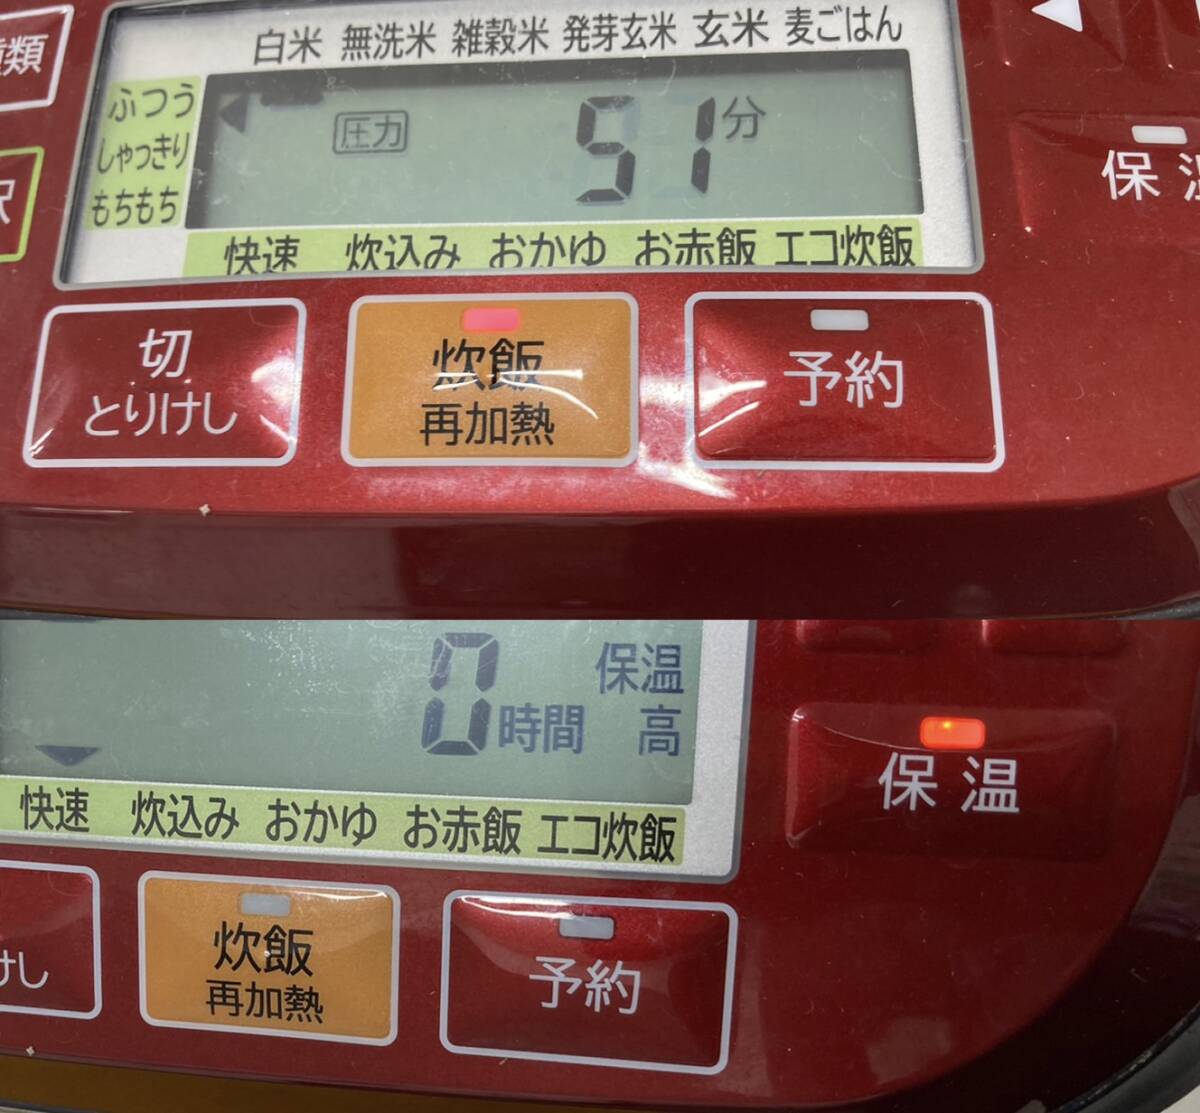 類
白米 無洗米 雑穀米 発芽玄米 玄米 麦ごはん
ふつう
しゃっきり
もちもち
圧力 91分
保
快速 炊込み おかゆ お赤飯 エコ炊飯
切
とりけし
炊飯
再加熱
予約
0時間 保温
高
保温
快速 炊込み おかゆ お赤飯 エコ炊飯
けし
炊飯
再加熱
予約